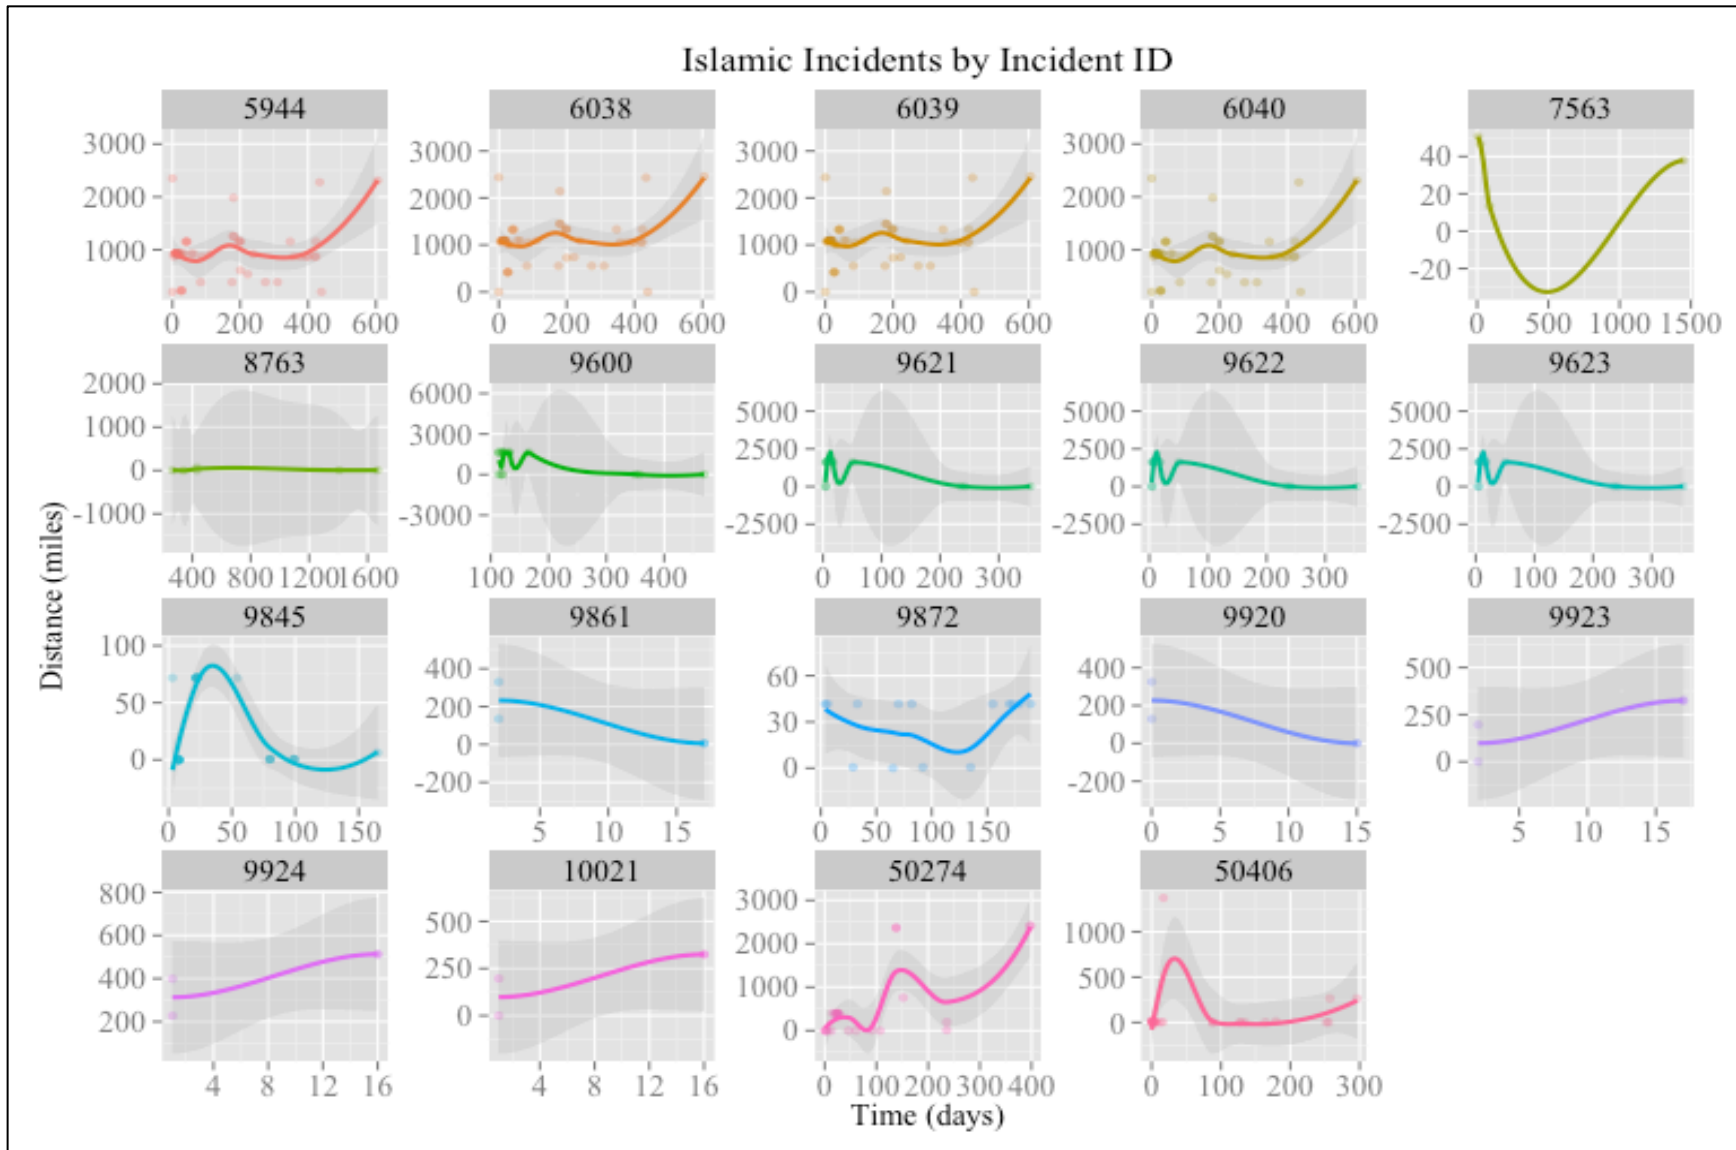 Islamic Incidents by Incident ID
5944 6038 6039 6040 7563
3000 3000 3000 3000 40
2000 2000 2000 2000 20
1000 1000 1000 1000 0
0 0 -20
0 200 400 600 0 200 400 600 0 200 400 600 0 200 400 600 0 500 1000 1500
8763 9600 9621 9622 9623
2000 6000 5000 5000 5000
1000 3000 2500 2500 2500
0 0 0 0 0
-1000 -3000 -2500 -2500 -2500
400 800 1200 1600 100 200 300 400 0 100 200 300 0 100 200 300 0 100 200 300
Distance (miles)
9845 9861 9872 9920 9923
100 400 60 400 500
50 200 30 200 250
0 0 0 0 0
-200 -200
0 50 100 150 5 10 15 0 50 100 150 0 5 10 15 5 10 15
9924 10021 50274 50406
800 500 3000 1000
600 250 2000 500
400 0 1000 0
200 0
4 8 12 16 4 8 12 16 0 100 200 300 400 0 100 200 300
Time (days)